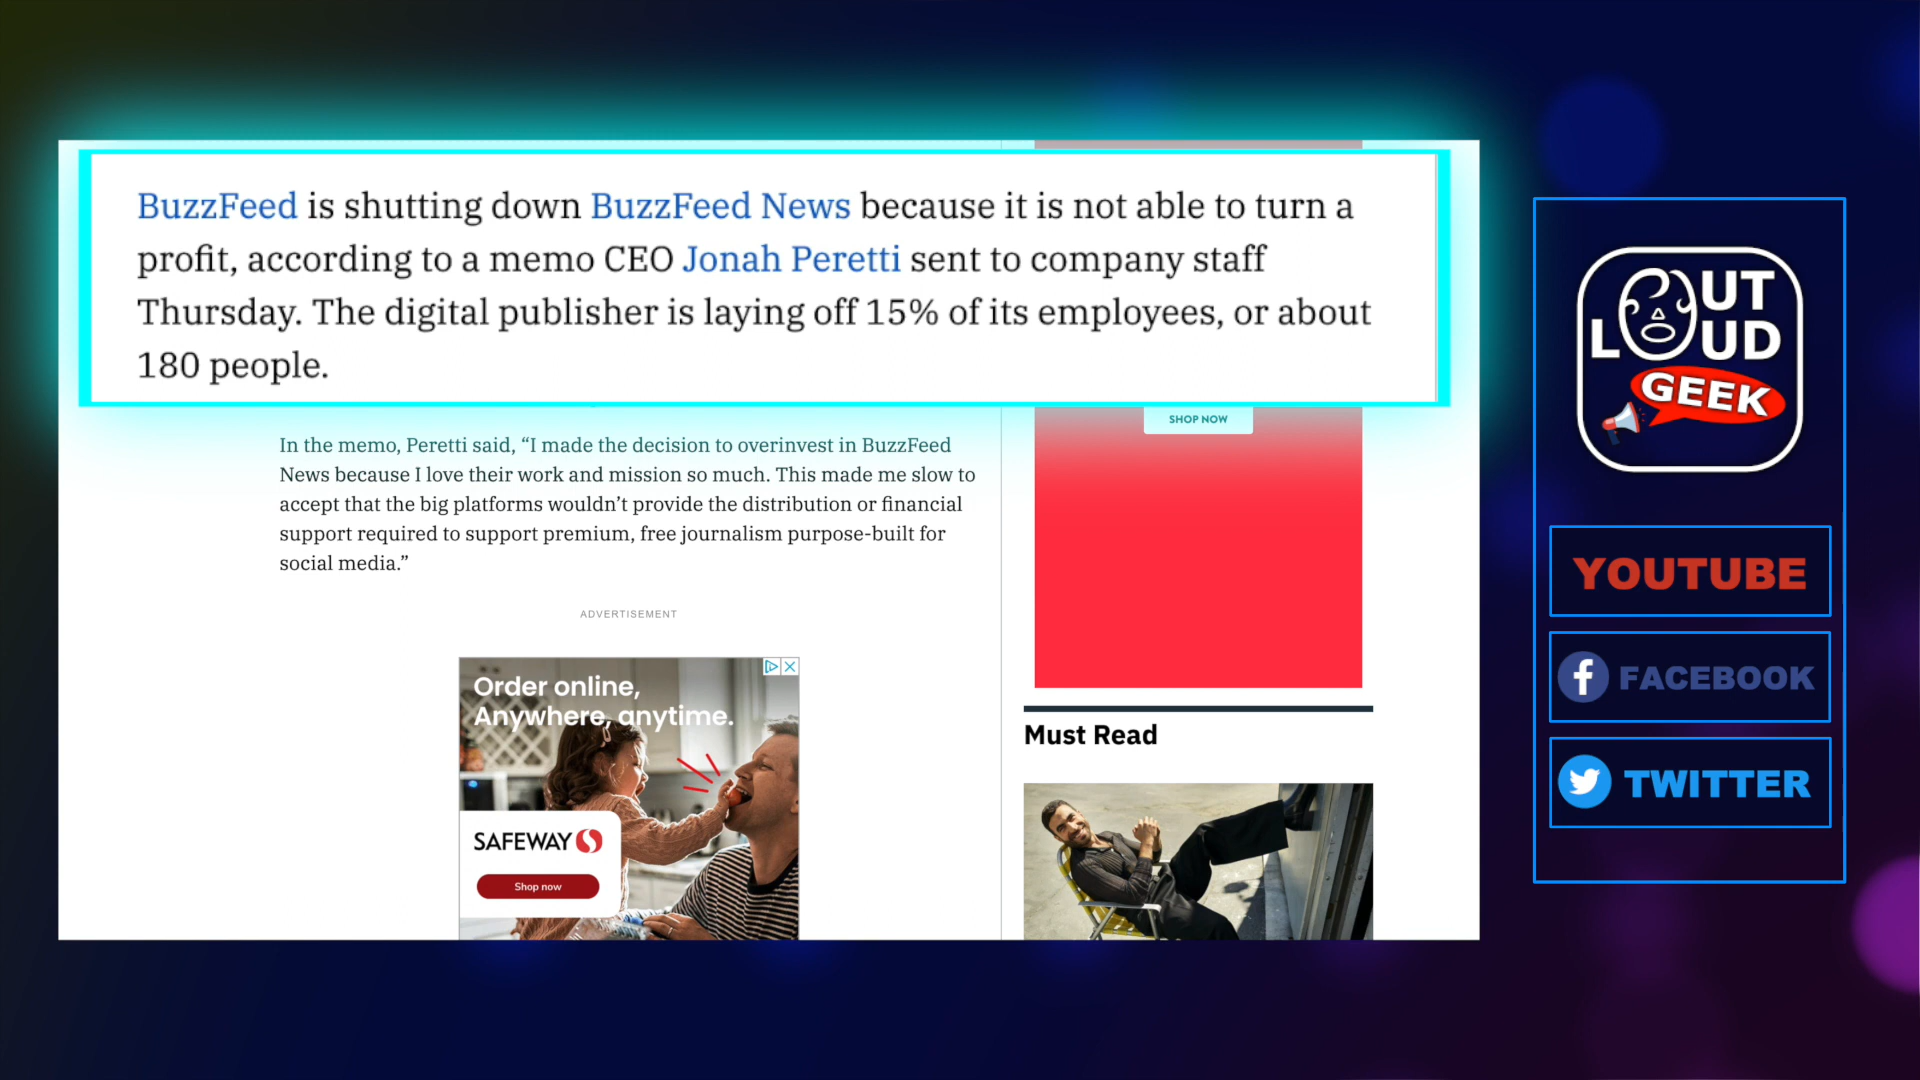 BuzzFeed is shutting down BuzzFeed News because it is not able to turn a
profit, according to a memo CEO Jonah Peretti sent to company staff
Thursday. The digital publisher is laying off 15% of its employees, or about
180 people.
In the memo, Peretti said, “I made the decision to overinvest in BuzzFeed
News because I love their work and mission so much. This made me slow to
accept that the big platforms wouldn’t provide the distribution or financial
support required to support premium, free journalism purpose-built for
social media.”
ADVERTISEMENT
Order online,
Anywhere, anytime.
SAFEWAY
Shop now
SHOP NOW
Must Read
OUT
LOUD
GEEK
YOUTUBE
FACEBOOK
TWITTER